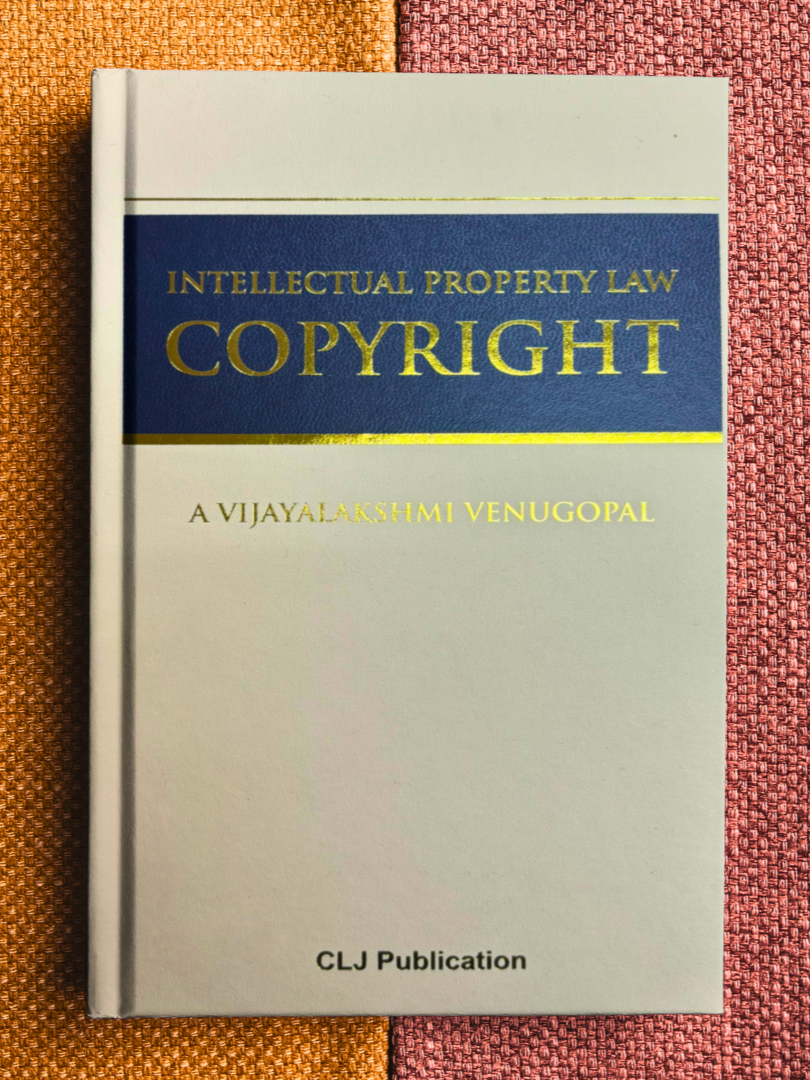 INTELLECTUAL PROPERTY LAW
COPYRIGHT
A VIJAYALAKSHMI VENUGOPAL
CLJ Publication